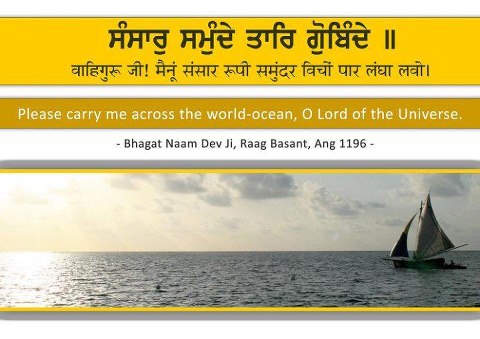 ਸੰਸਾਰੁ ਸਮੁੰਦੇ ਤਾਰਿ ਗੋੁਬਿੰਦੇ ॥
ਵਾਹਿਗੁਰੂ ਜੀ! ਮੈਨੂੰ ਸੰਸਾਰ ਰੂਪੀ ਸਮੁੰਦਰ ਵਿਚੋਂ ਪਾਰ ਲੰਘਾ ਲਵੋ।
Please carry me across the world-ocean, O Lord of the Universe.
- Bhagat Naam Dev Ji, Raag Basant, Ang 1196 -